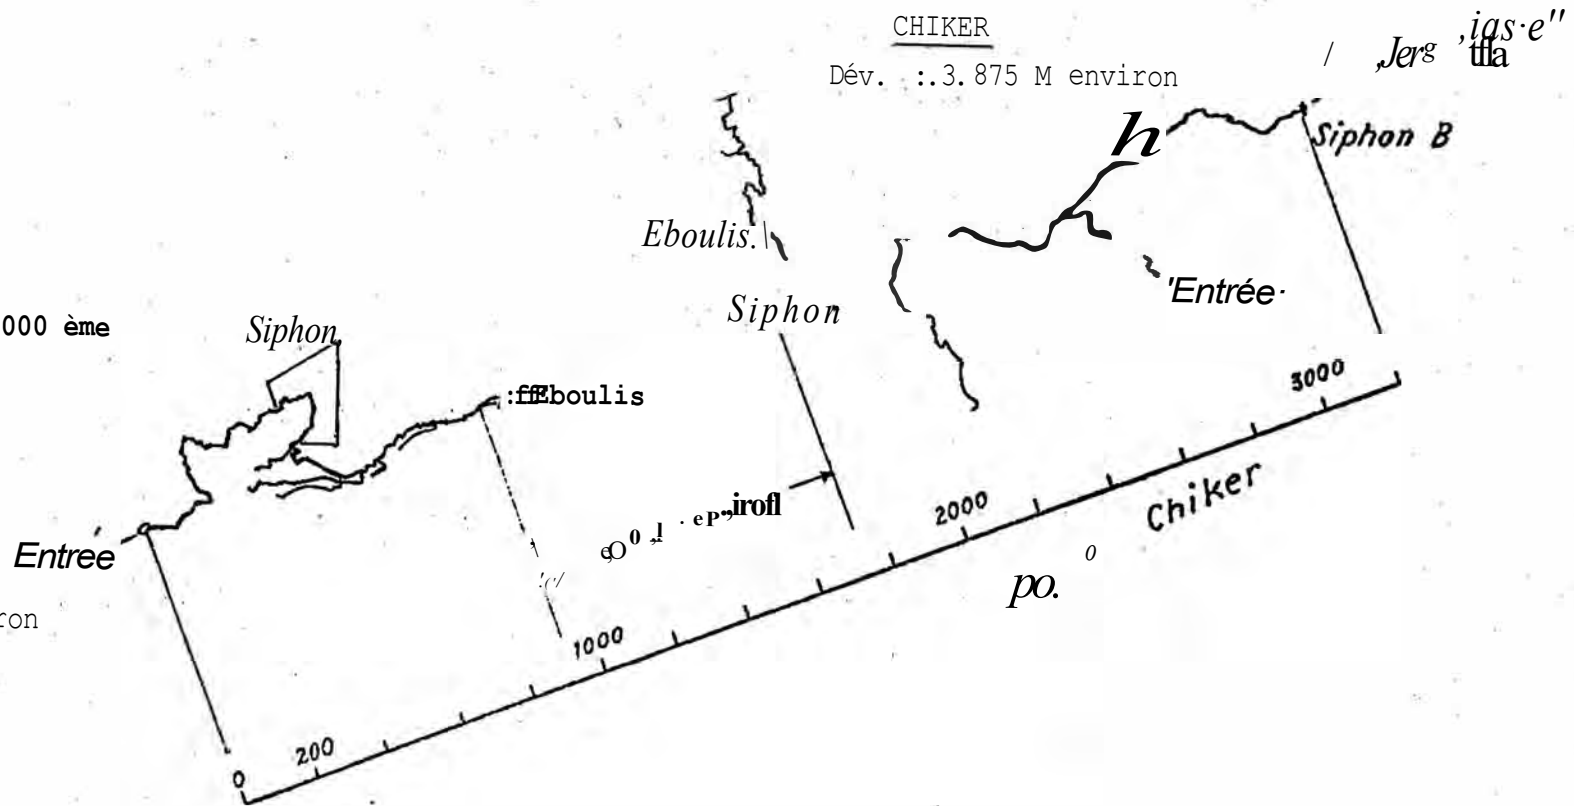 CHIKER
Dév. :.3.875 M environ
Siphon B
Eboulis.
'Entrée·
Siphon
000 ème
Siphon
Eboulis
3000
Chiker
2000
Entrée
po.
ron
1000
200
0